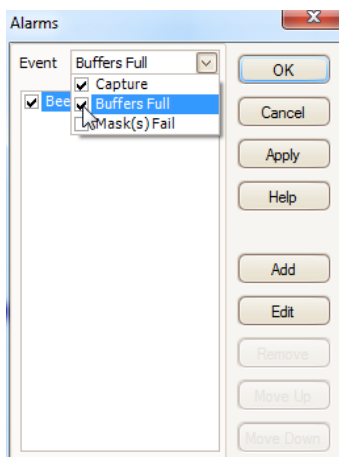 Alarms
Event Buffers Full
OK
Capture
Buffers Full
Cancel
Mask(s) Fail
Apply
Help
Add
Edit
Remove
Move Up
Move Down